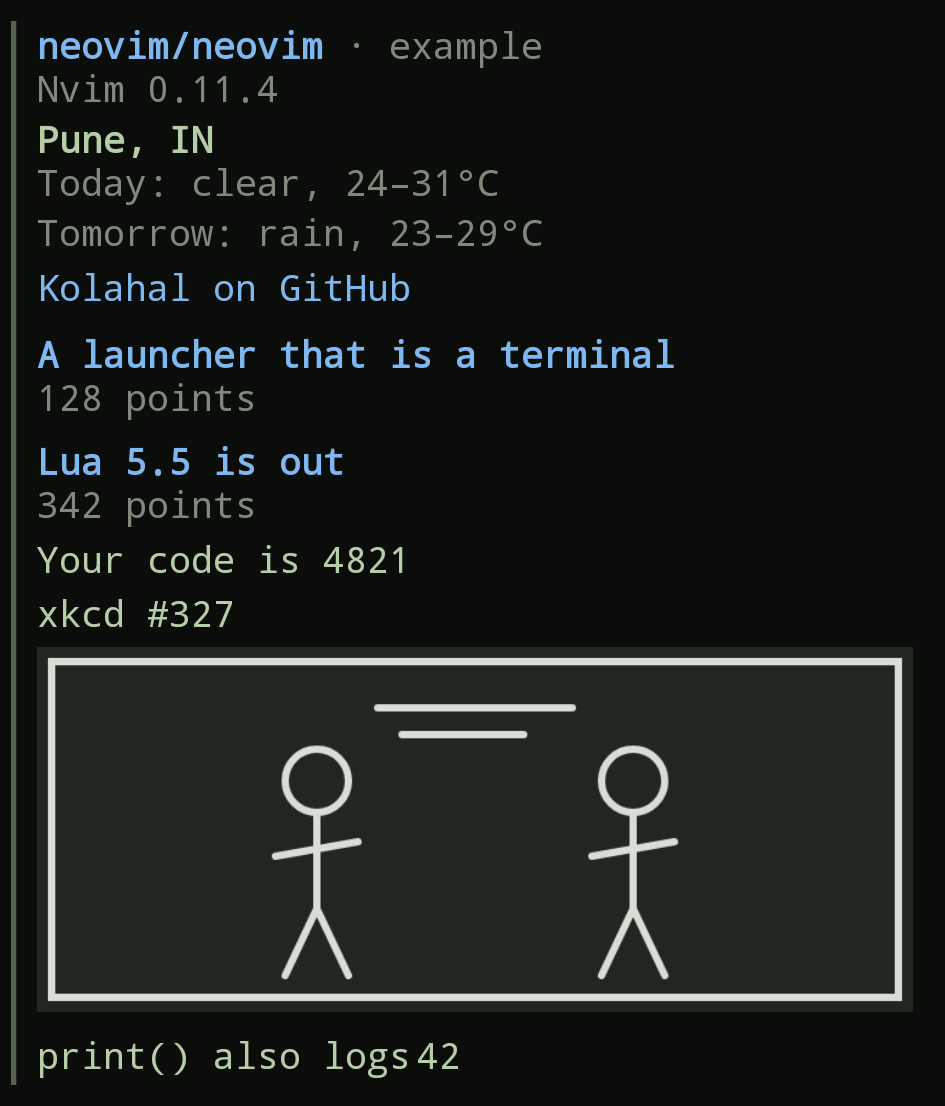 neovim/neovim · example
Nvim 0.11.4
Pune, IN
Today: clear, 24–31°C
Tomorrow: rain, 23–29°C
Kolahal on GitHub
A launcher that is a terminal
128 points
Lua 5.5 is out
342 points
Your code is 4821
xkcd #327
print() also logs 42